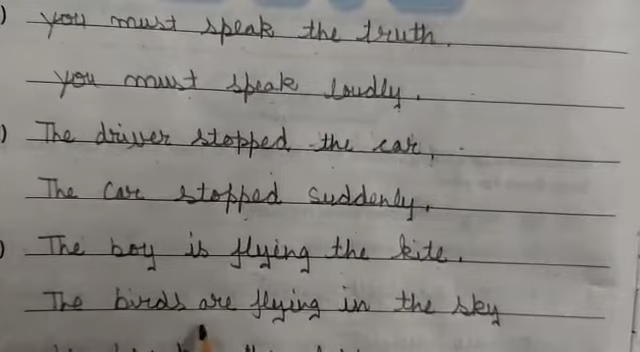 ) you must speak the truth.
you must speak loudly.
) The driver stopped the car.
The car stopped suddenly.
) The boy is flying the kite.
The birds are flying in the sky